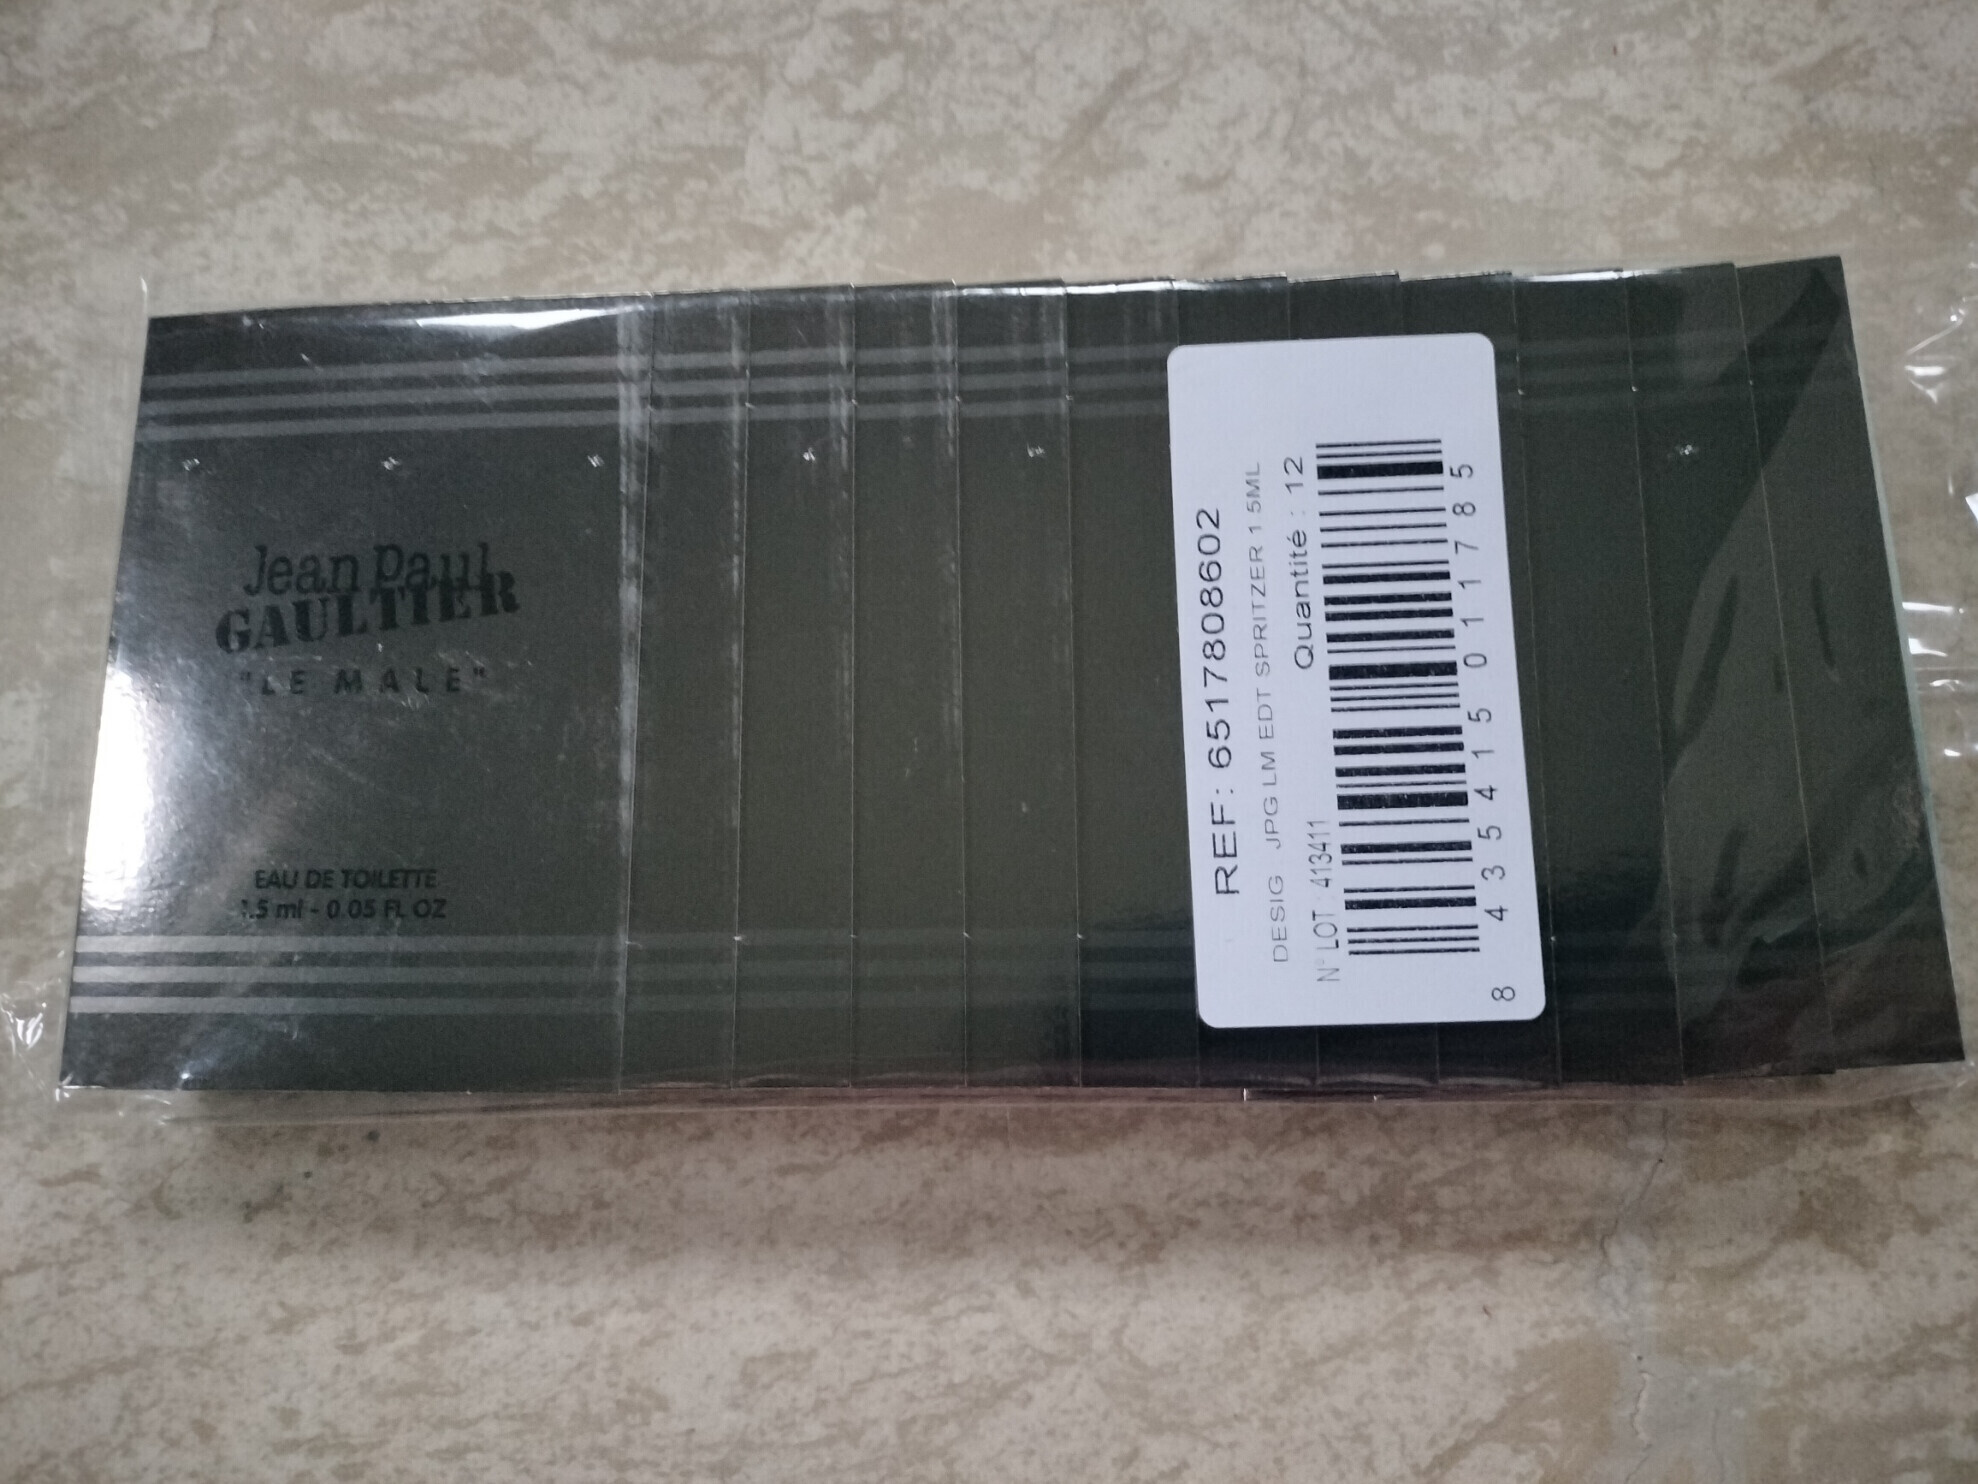 Jean Paul
GAULTIER
"LE MALE"
EAU DE TOILETTE
1.5 ml - 0.05 FL OZ
REF: 6517808602
DESIG JPG LM EDT SPRITZER 1 5ML
Quantité : 12
N° LOT 413411
8 435415 011785